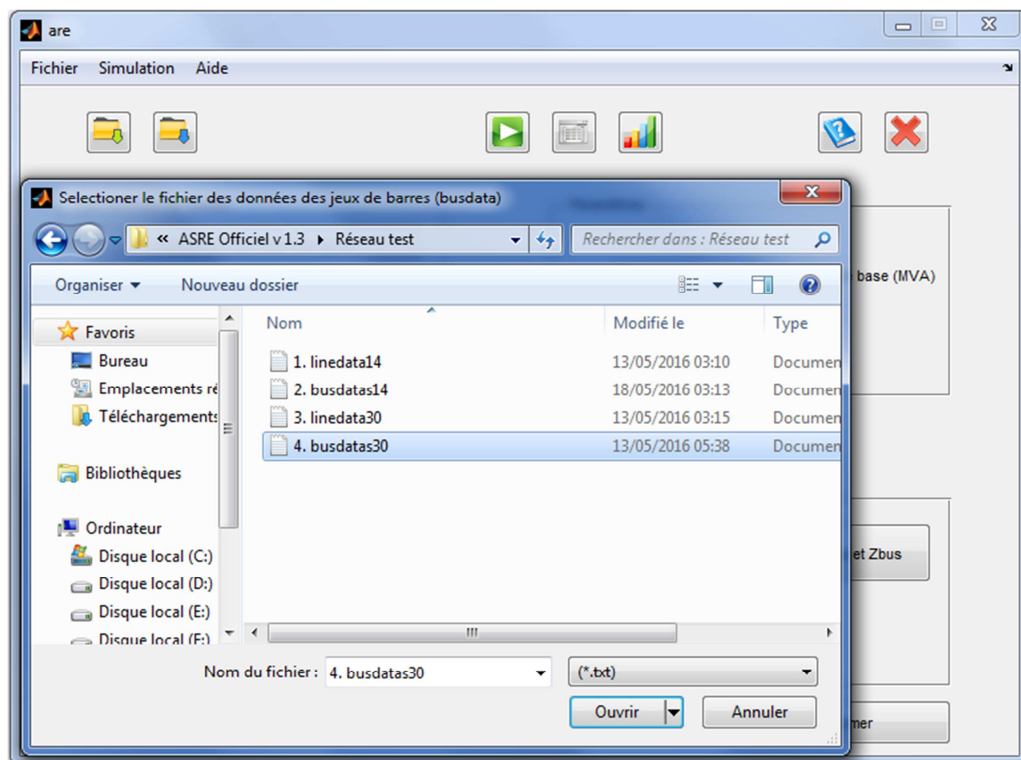 are
Fichier Simulation Aide
Selectioner le fichier des données des jeux de barres (busdata)
« ASRE Officiel v 1.3 Réseau test
Rechercher dans : Réseau test
base (MVA)
Organiser Nouveau dossier
Favoris
Bureau
Emplacements ré
Téléchargements
Bibliothèques
Ordinateur
Disque local (C:)
Disque local (D:)
Disque local (E:)
Disque local (F:)
Nom Modifié le Type
1. linedata14 13/05/2016 03:10 Documen
2. busdatas14 18/05/2016 03:13 Documen
3. linedata30 13/05/2016 03:15 Documen
4. busdatas30 13/05/2016 05:38 Documen
et Zbus
Nom du fichier : 4. busdatas30 (*.txt)
Ouvrir Annuler
mer